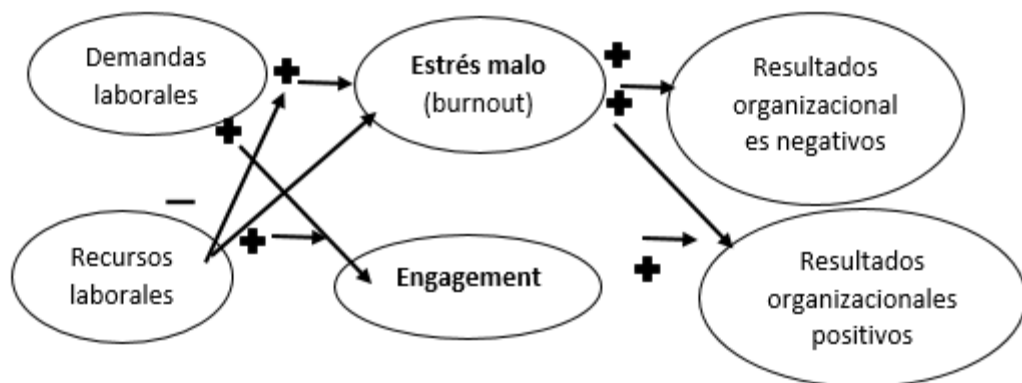 Demandas
laborales
Estrés malo
(burnout)
Resultados
organizacional
es negativos
Recursos
laborales
Engagement
Resultados
organizacionales
positivos